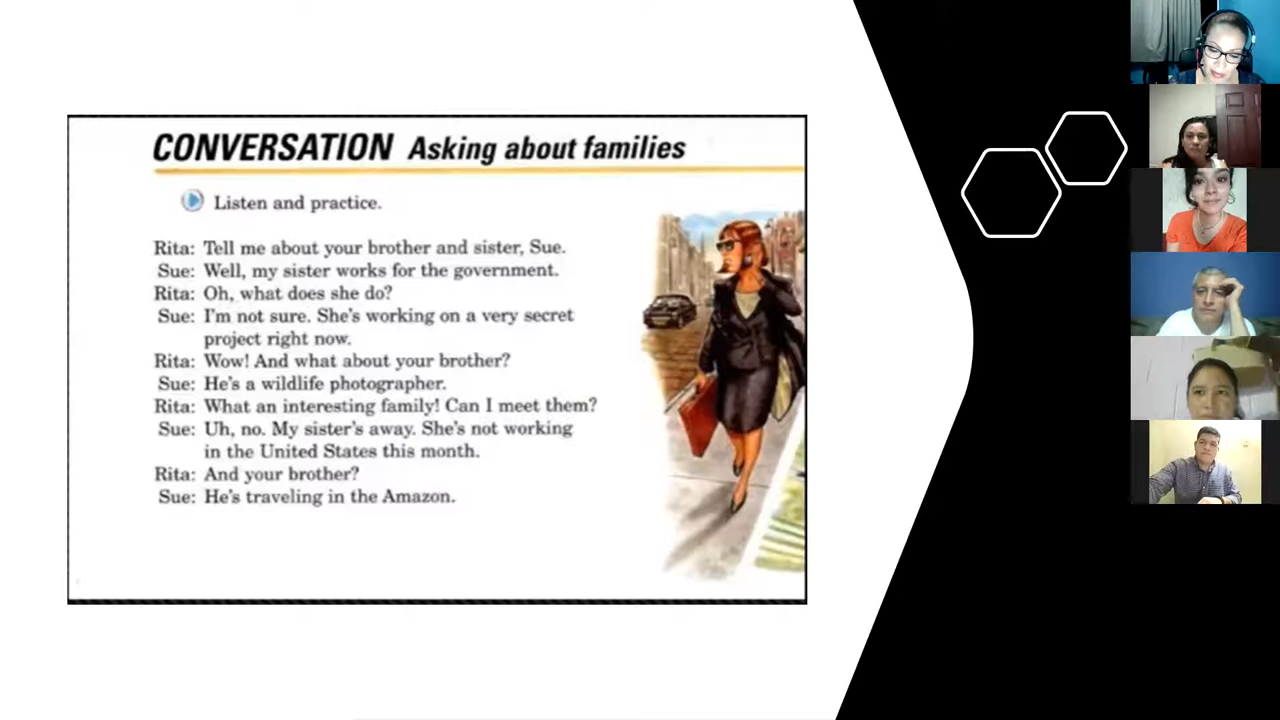 CONVERSATION Asking about families
Listen and practice.
Rita: Tell me about your brother and sister, Sue.
Sue: Well, my sister works for the government.
Rita: Oh, what does she do?
Sue: I'm not sure. She's working on a very secret
project right now.
Rita: Wow! And what about your brother?
Sue: He's a wildlife photographer.
Rita: What an interesting family! Can I meet them?
Sue: Uh, no. My sister's away. She's not working
in the United States this month.
Rita: And your brother?
Sue: He's traveling in the Amazon.